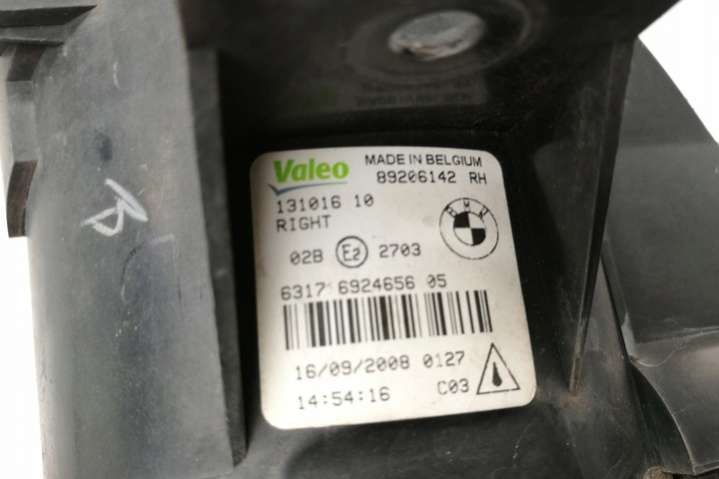 Valeo MADE IN BELGIUM
89206142 RH
131016 10
RIGHT
BMW
02B E2 2703
6317 6924656 05
16/09/2008 0127
14:54:16 C03